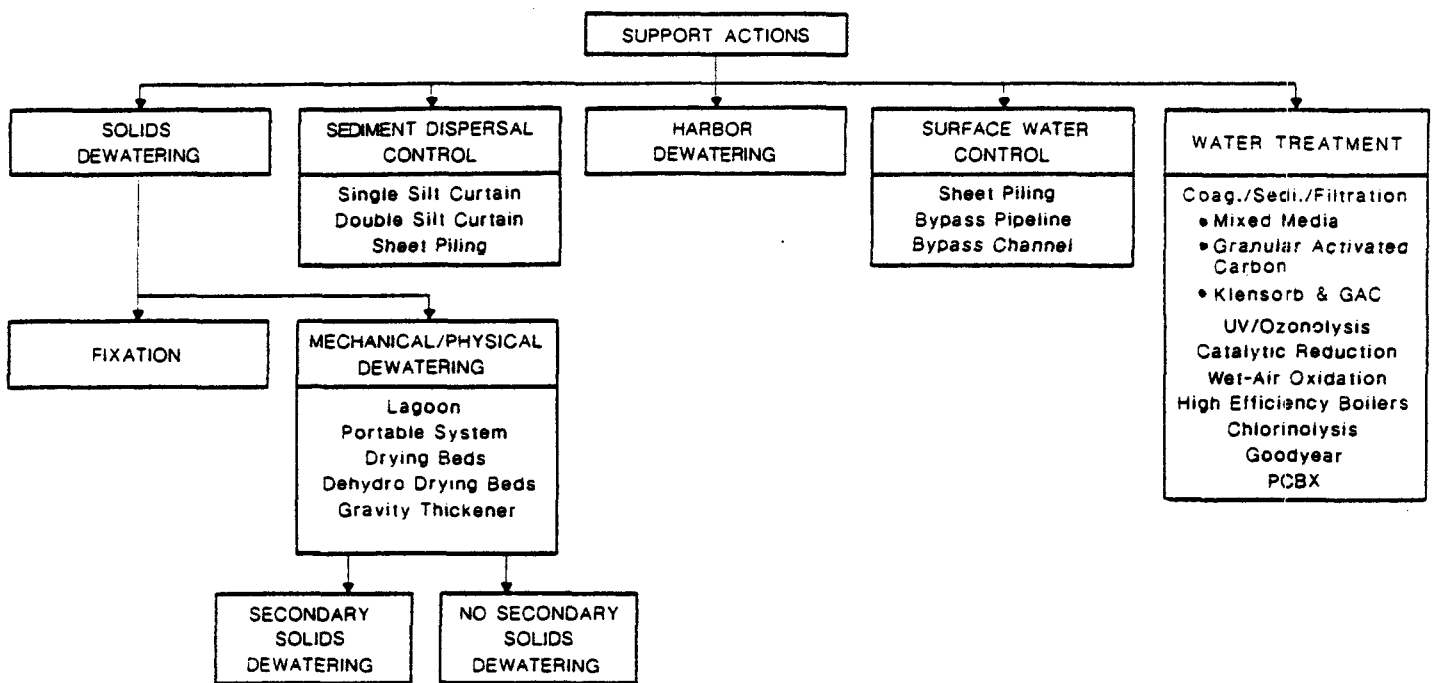 SUPPORT ACTIONS
SOLIDS
DEWATERING
SEDIMENT DISPERSAL
CONTROL
Single Silt Curtain
Double Silt Curtain
Sheet Piling
HARBOR
DEWATERING
SURFACE WATER
CONTROL
Sheet Piling
Bypass Pipeline
Bypass Channel
WATER TREATMENT
Coag./Sedi./Filtration
• Mixed Media
• Granular Activated
Carbon
• Klensorb & GAC
UV/Ozonolysis
Catalytic Reduction
Wet-Air Oxidation
High Efficiency Boilers
Chlorinolysis
Goodyear
PCBX
FIXATION
MECHANICAL/PHYSICAL
DEWATERING
Lagoon
Portable System
Drying Beds
Dehydro Drying Beds
Gravity Thickener
SECONDARY
SOLIDS
DEWATERING
NO SECONDARY
SOLIDS
DEWATERING